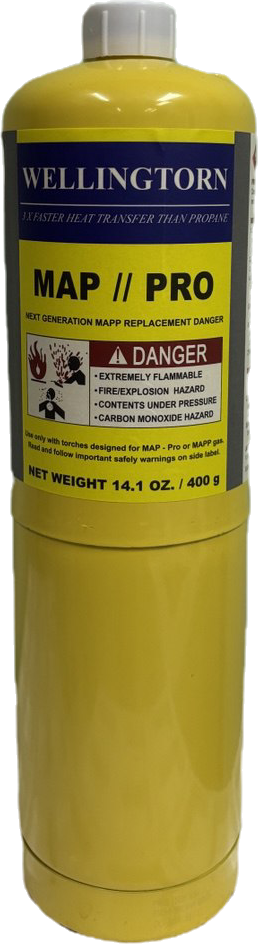 WELLINGTORN
3 X FASTER HEAT TRANSFER THAN PROPANE
MAP // PRO
NEXT GENERATION MAPP REPLACEMENT DANGER
DANGER
•EXTREMELY FLAMMABLE
•FIRE/EXPLOSION HAZARD
•CONTENTS UNDER PRESSURE
•CARBON MONOXIDE HAZARD
Use only with torches designed for MAP - Pro or MAPP gas.
Read and follow important safely warnings on side label.
NET WEIGHT 14.1 OZ. / 400 g